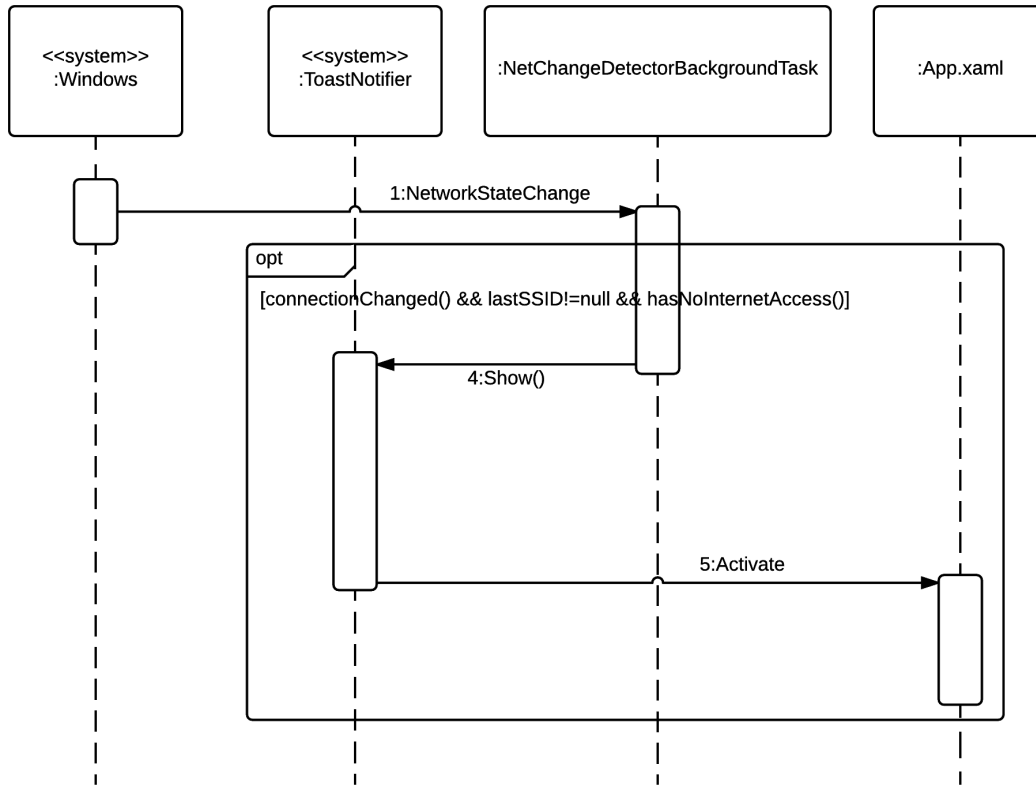 <<system>>
:Windows
<<system>>
:ToastNotifier
:NetChangeDetectorBackgroundTask
:App.xaml
1:NetworkStateChange
opt
[connectionChanged() && lastSSID!=null && hasNoInternetAccess()]
4:Show()
5:Activate